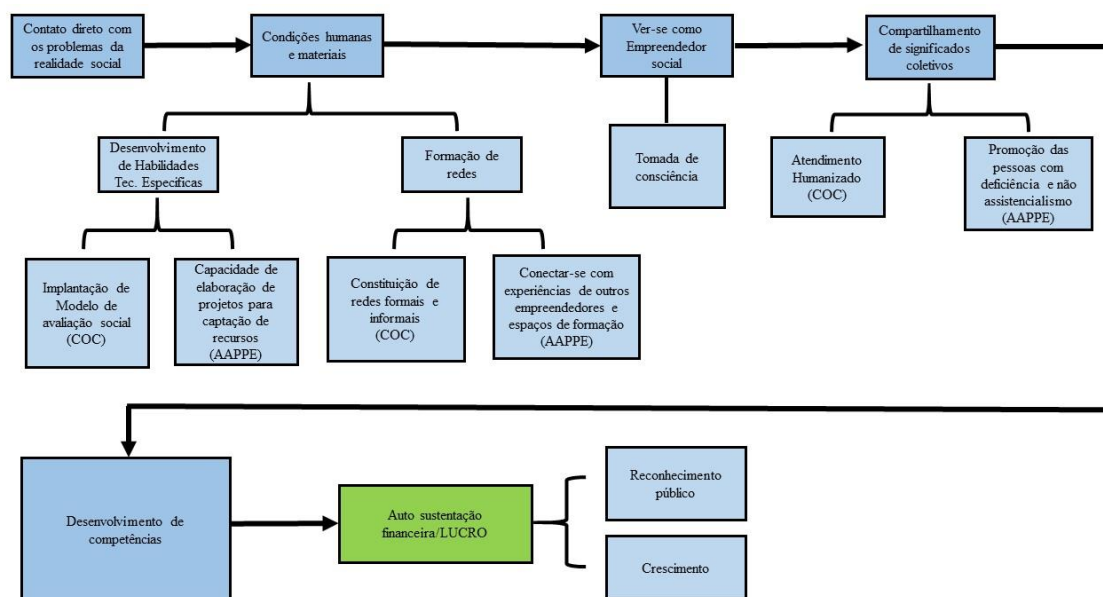 Contato direto com
os problemas da
realidade social
Condições humanas
e materiais
Ver-se como
Empreendedor
social
Compartilhamento
de significados
coletivos
Desenvolvimento
de Habilidades
Tec. Específicas
Formação de
redes
Tomada de
consciência
Atendimento
Humanizado
(COC)
Promoção das
pessoas com
deficiência e não
assistencialismo
(AAPPE)
Implantação de
Modelo de
avaliação social
(COC)
Capacidade de
elaboração de
projetos para
captação de
recursos
(AAPPE)
Constituição de
redes formais e
informais
(COC)
Conectar-se com
experiências de outros
empreendedores e
espaços de formação
(AAPPE)
Desenvolvimento de
competências
Auto sustentação
financeira/LUCRO
Reconhecimento
público
Crescimento